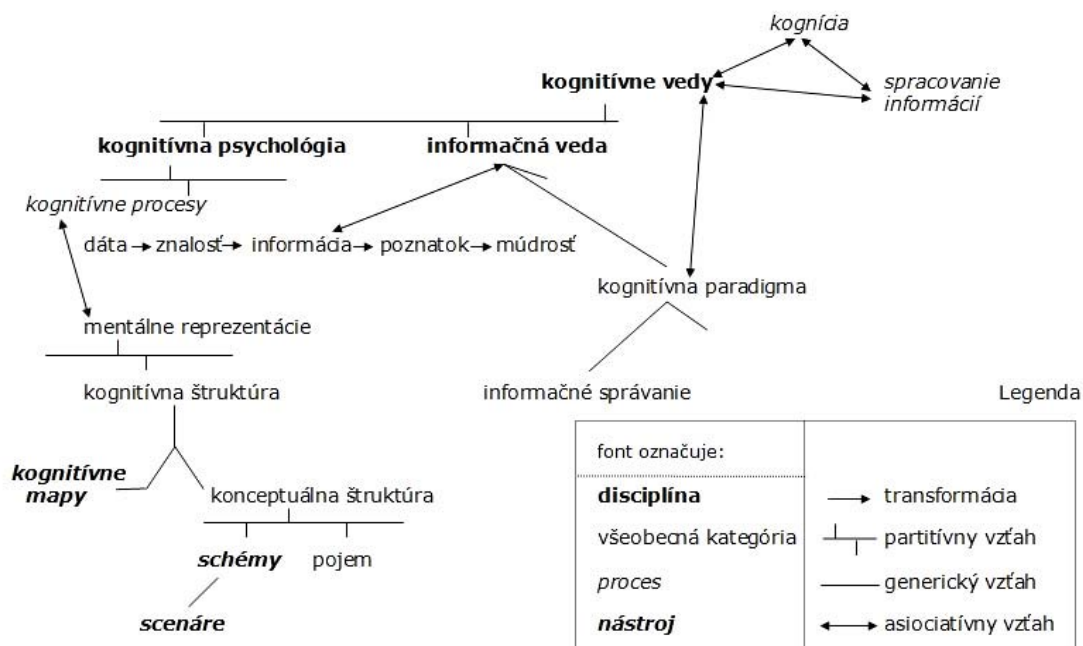 kognícia
kognitívne vedy
spracovanie
informácií
kognitívna psychológia
informačná veda
kognitívne procesy
dáta znalosť informácia poznatok múdrosť
kognitívna paradigma
mentálne reprezentácie
kognitívna štruktúra
informačné správanie
Legenda
kognitívne
mapy
konceptuálna štruktúra
schémy pojem
scenáre
font označuje:
disciplína
transformácia
všeobecná kategória
partitívny vzťah
proces
generický vzťah
nástroj
asiociatívny vzťah